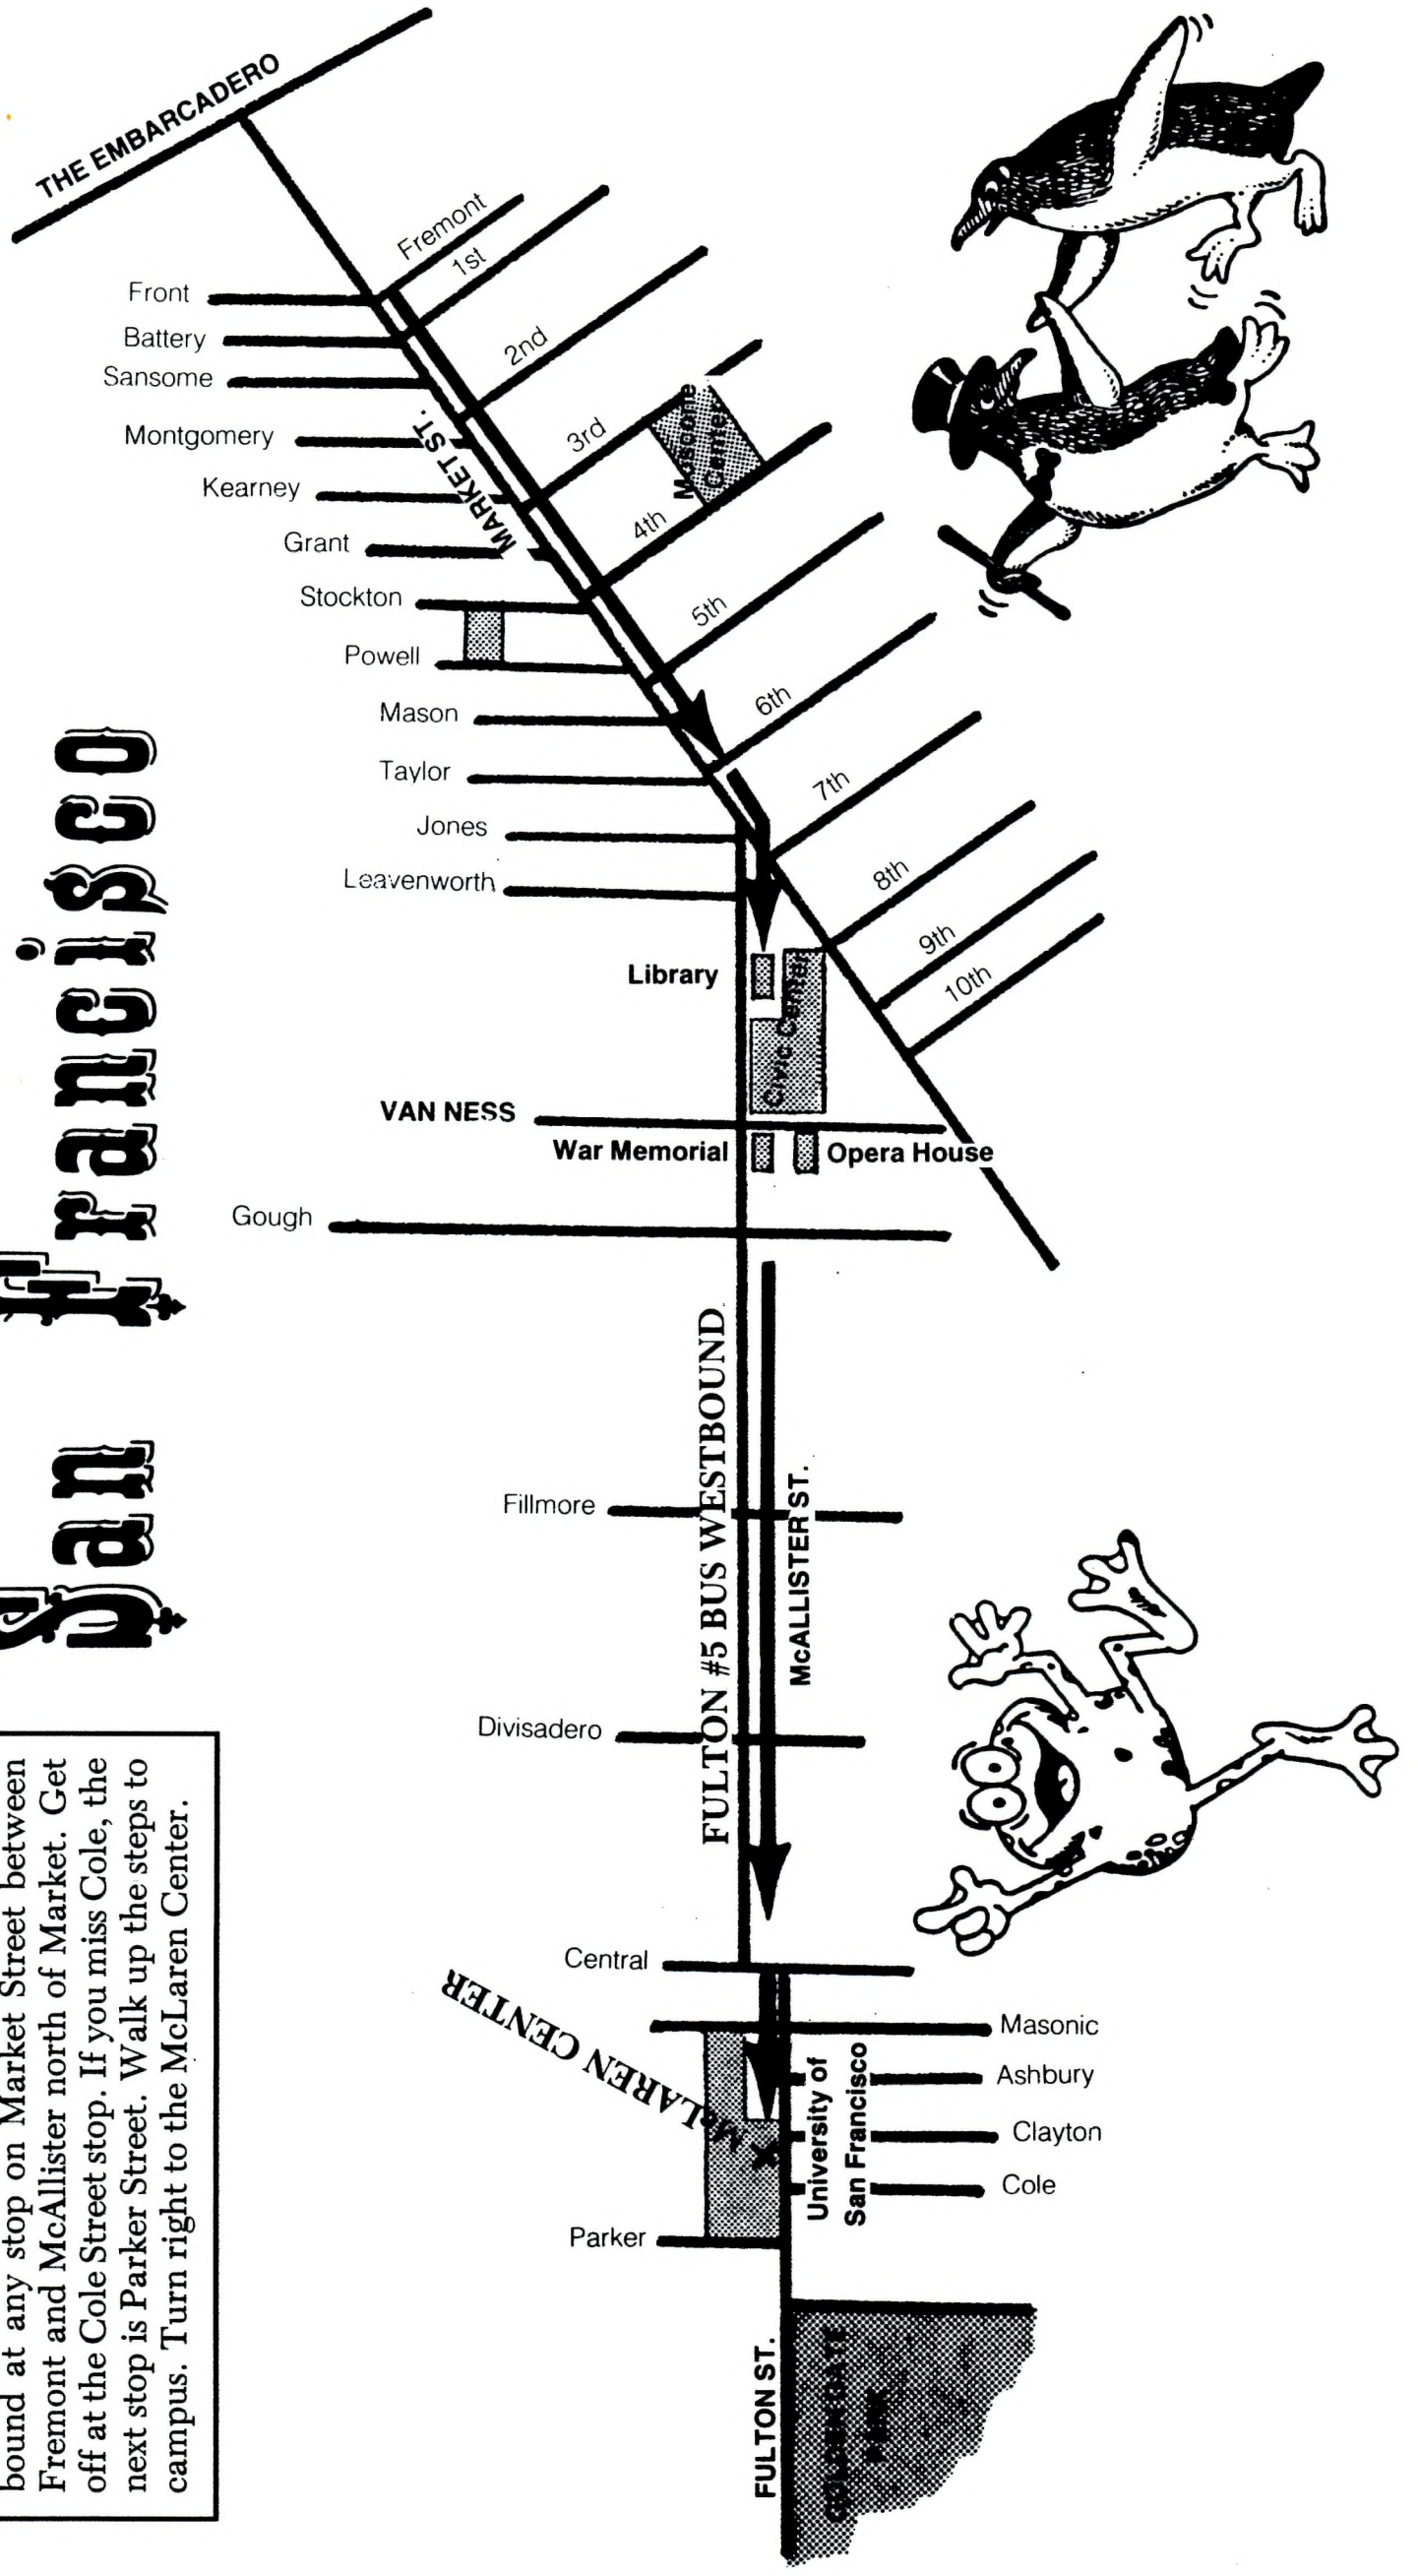 San Francisco
bound at any stop on Market Street between
Fremont and McAllister north of Market. Get
off at the Cole Street stop. If you miss Cole, the
next stop is Parker Street. Walk up the steps to
campus. Turn right to the McLaren Center.
THE EMBARCADERO
Fremont
1st
Front
Battery
Sansome
2nd
Montgomery
MARKET ST.
3rd
Moscone
Center
Kearney
Grant
4th
Stockton
5th
Powell
6th
Mason
Taylor
7th
Jones
Leavenworth
8th
Library
Civic Center
9th
10th
VAN NESS
War Memorial
Opera House
Gough
FULTON #5 BUS WESTBOUND
Fillmore
McALLISTER ST.
Divisadero
Central
McLAREN CENTER
Masonic
Ashbury
University of
San Francisco
Clayton
Cole
X
Parker
FULTON ST.
GOLDEN GATE
PARK